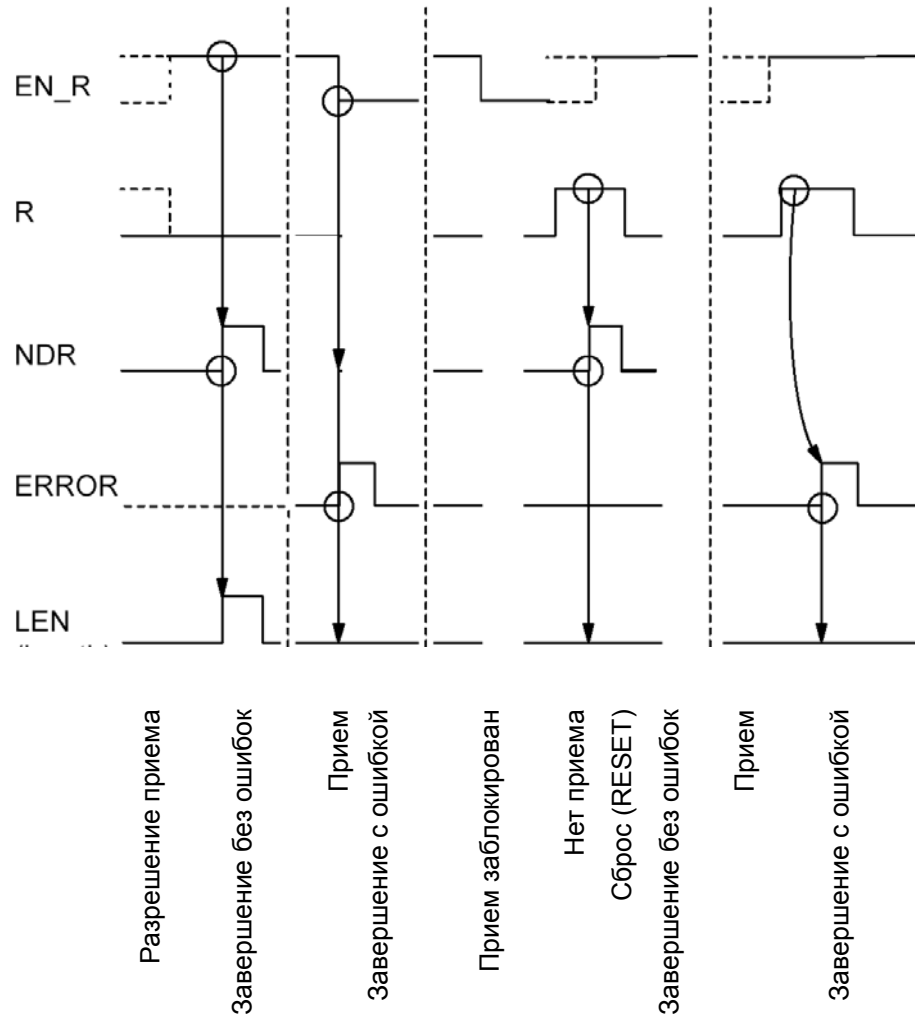 EN_R
R
NDR
ERROR
LEN
Разрешение приема
Завершение без ошибок
Прием
Завершение с ошибкой
Прием заблокирован
Нет приема
Сброс (RESET)
Завершение без ошибок
Прием
Завершение с ошибкой